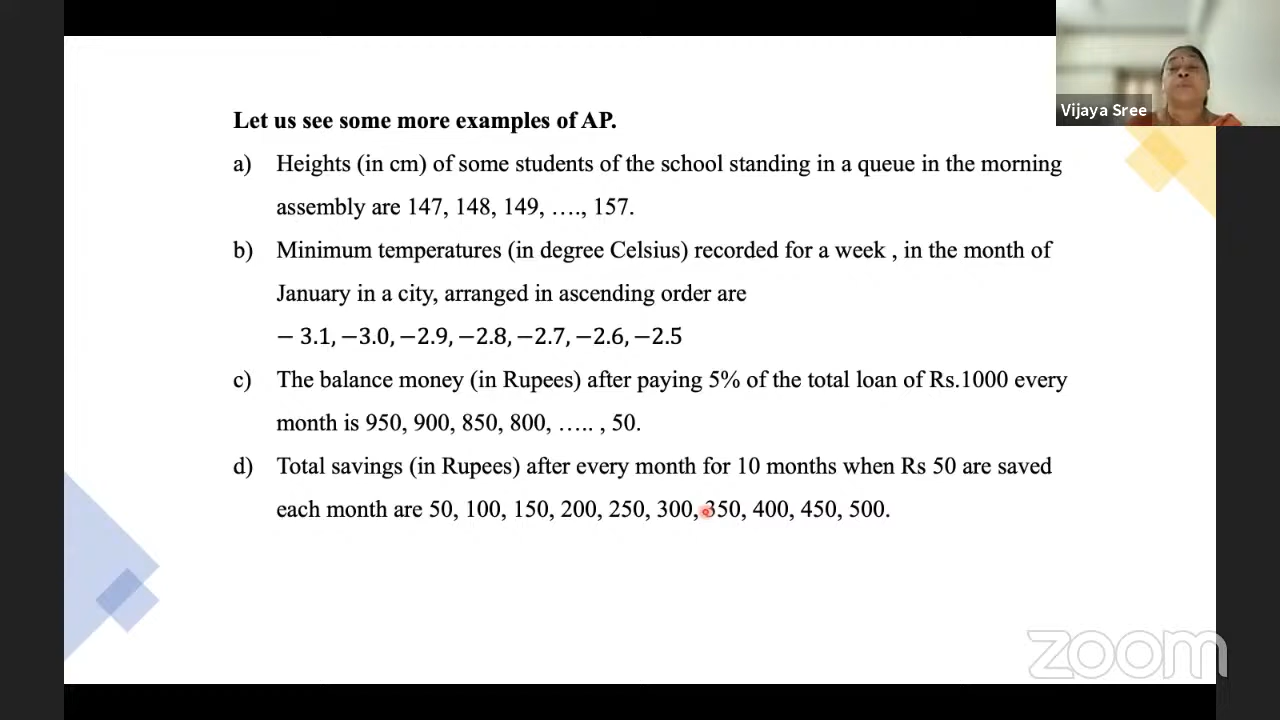 Vijaya Sree
Let us see some more examples of AP.
a) Heights (in cm) of some students of the school standing in a queue in the morning
assembly are 147, 148, 149, …., 157.
b) Minimum temperatures (in degree Celsius) recorded for a week , in the month of
January in a city, arranged in ascending order are
− 3.1, −3.0, −2.9, −2.8, −2.7, −2.6, −2.5
c) The balance money (in Rupees) after paying 5% of the total loan of Rs.1000 every
month is 950, 900, 850, 800, ….. , 50.
d) Total savings (in Rupees) after every month for 10 months when Rs 50 are saved
each month are 50, 100, 150, 200, 250, 300, 350, 400, 450, 500.
zoom